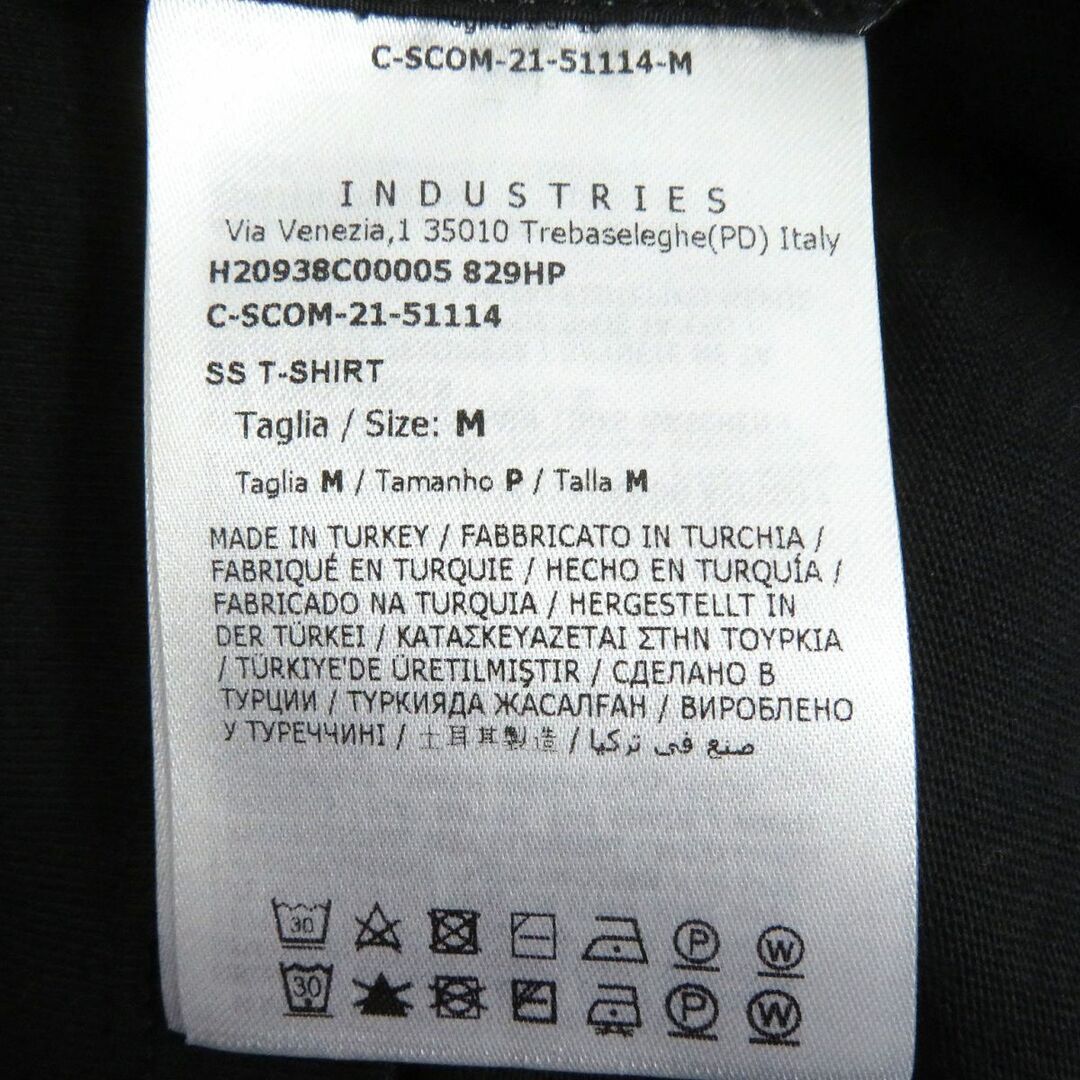 C-SCOM-21-51114-M
INDUSTRIES
Via Venezia,1 35010 Trebaseleghe(PD) Italy
H20938C00005 829HP
C-SCOM-21-51114
SS T-SHIRT
Taglia / Size: M
Taglia M / Tamanho P / Talla M
MADE IN TURKEY / FABBRICATO IN TURCHIA /
FABRIQUÉ EN TURQUIE / HECHO EN TURQUÍA /
FABRICADO NA TURQUIA / HERGESTELLT IN
DER TÜRKEI / ΚΑΤΑΣΚΕΥΑΖΕΤΑΙ ΣΤΗΝ ΤΟΥΡΚΙΑ
/ TÜRKIYE'DE ÜRETILMIŞTIR / СДЕЛАНО В
ТУРЦИИ / ТҮРКИЯДА ЖАСАЛҒАН / ВИРОБЛЕНО
У ТУРЕЧЧИНІ / 土耳其製造 / صنع في تركيا
30 P W
30 P W